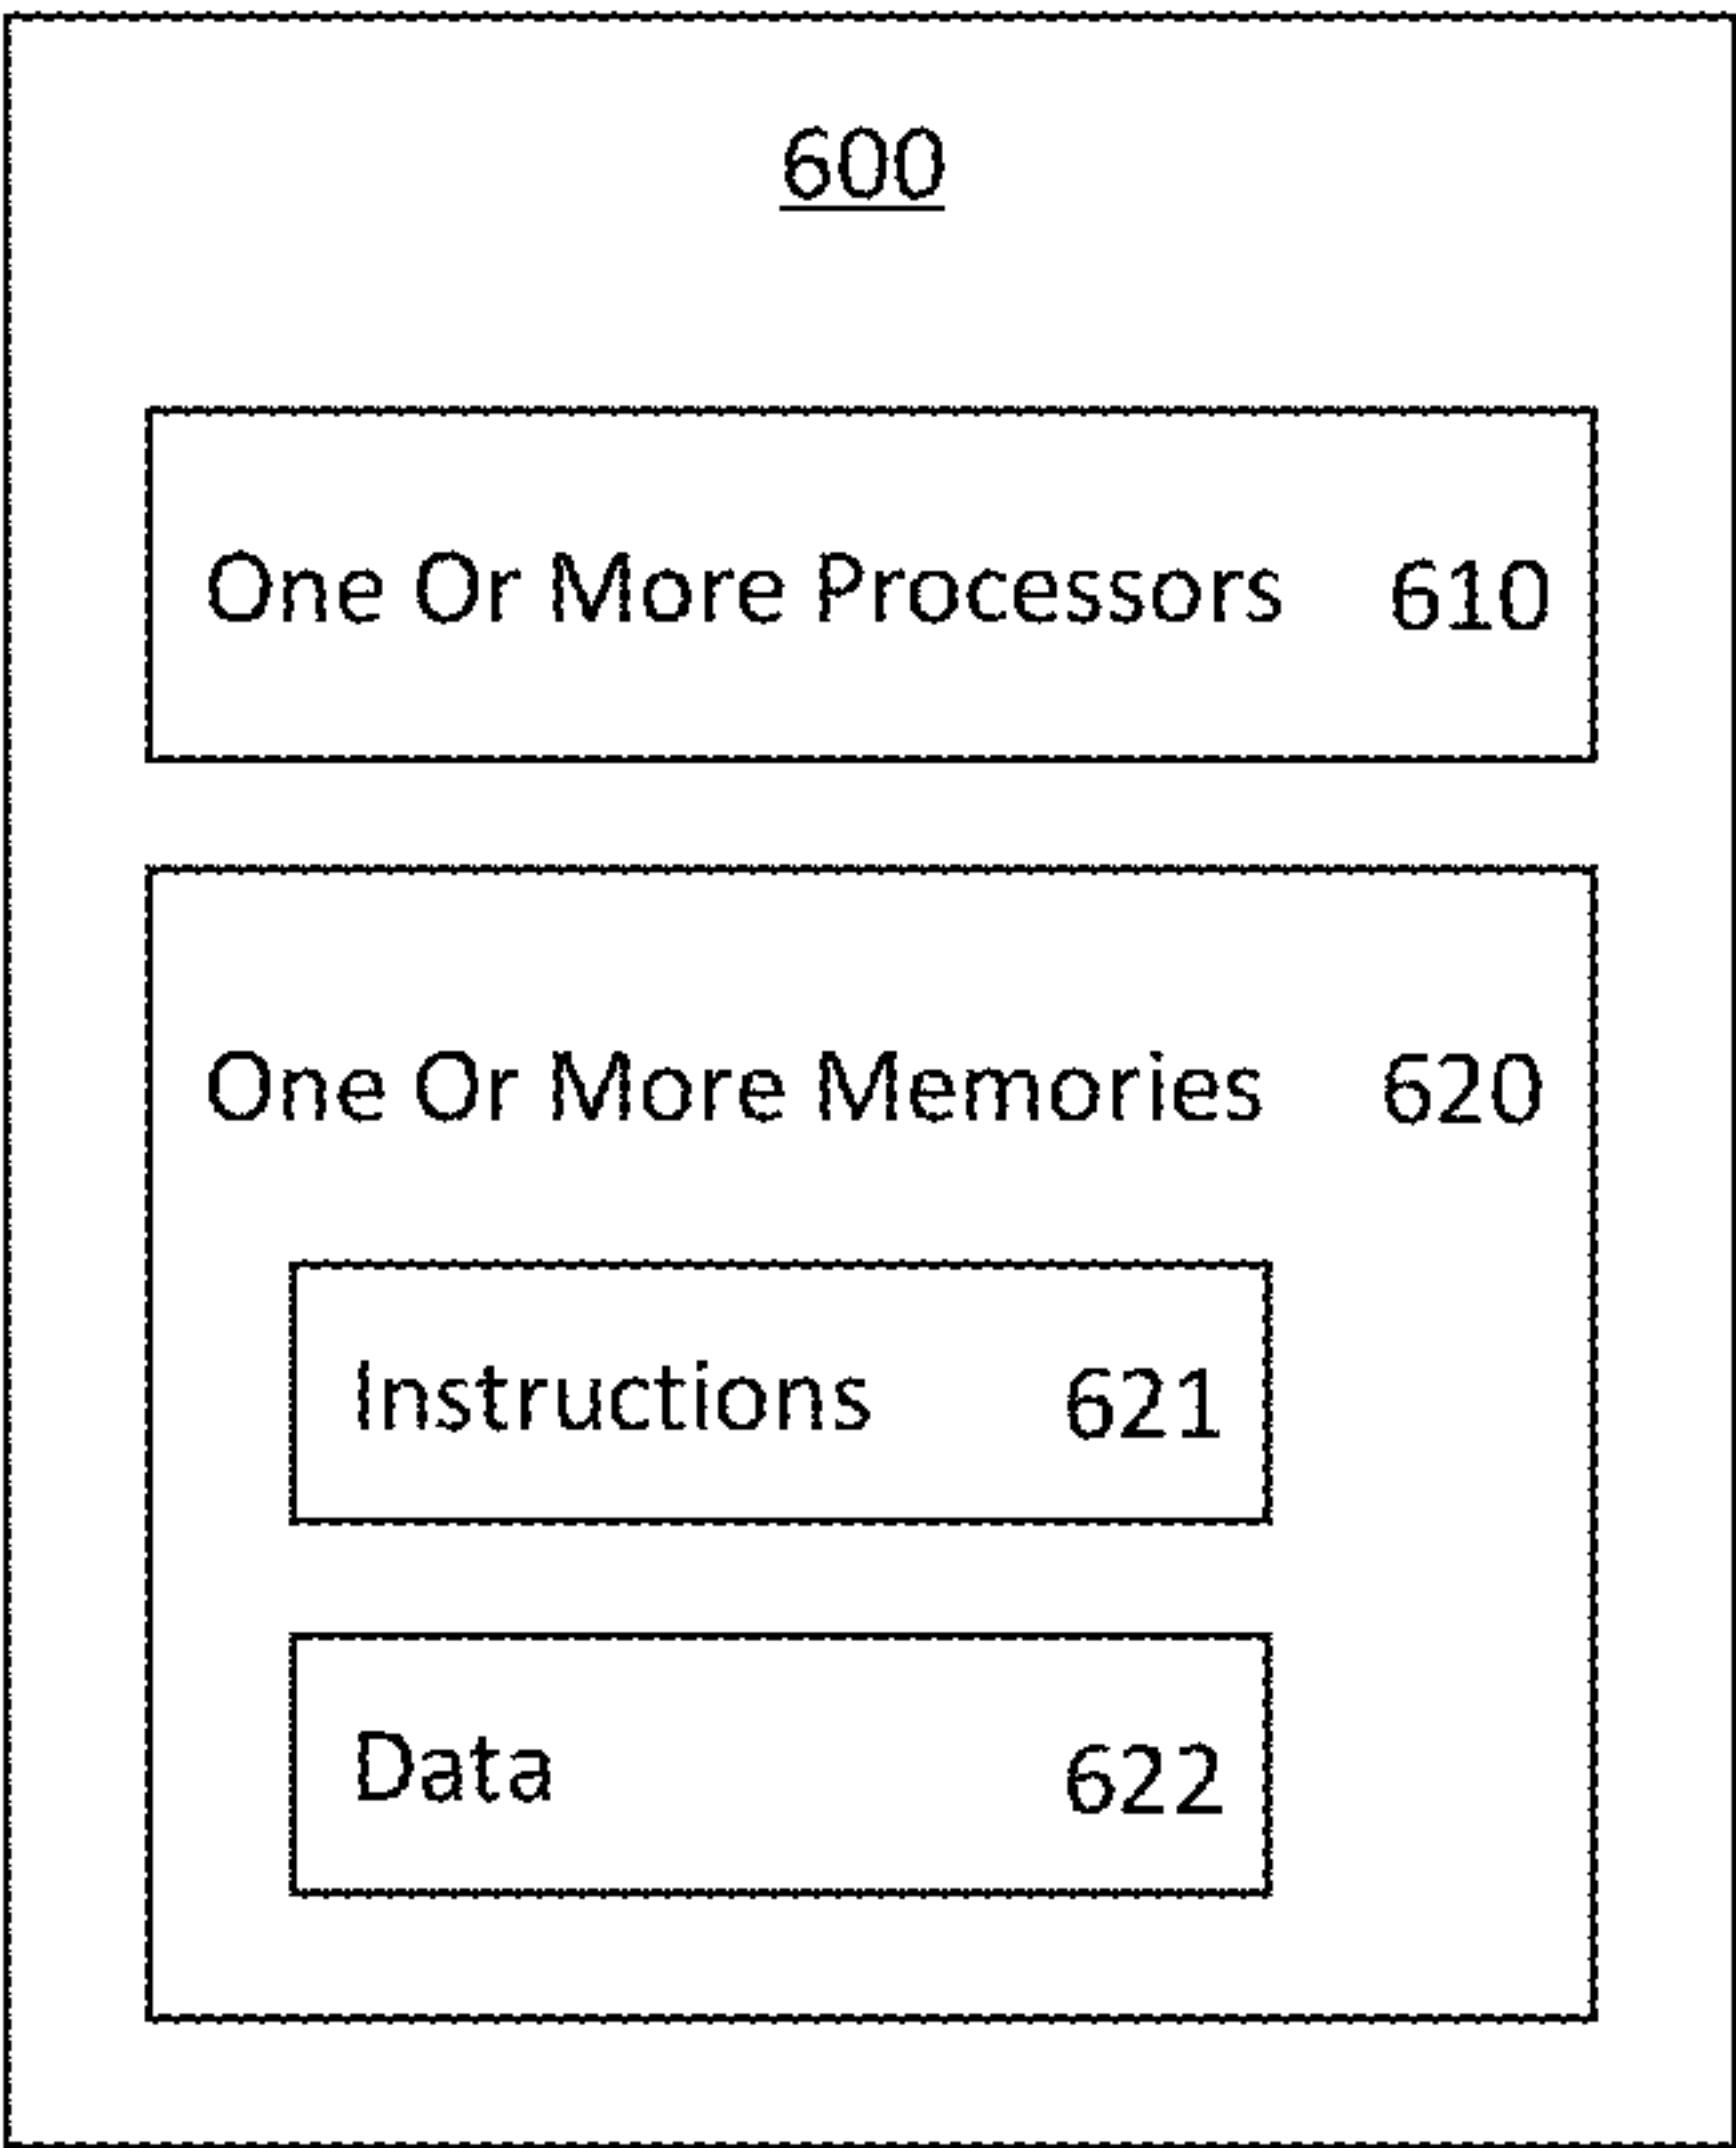 600
One Or More Processors 610
One Or More Memories 620
Instructions 621
Data 622